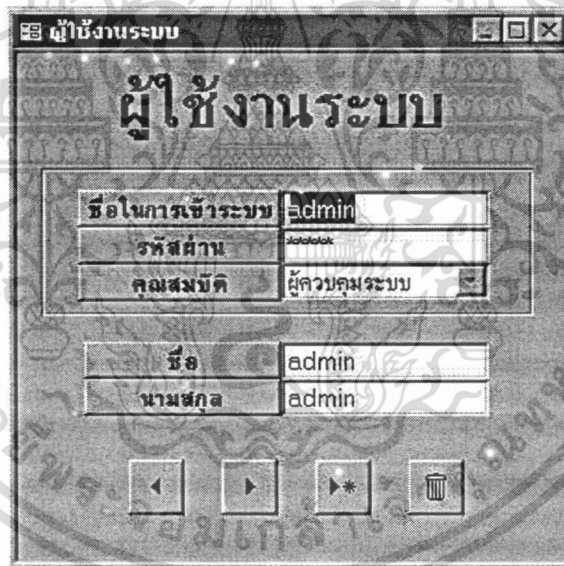 ผู้ใช้งานระบบ
ผู้ใช้งานระบบ
ชื่อในการเข้าระบบ admin
รหัสผ่าน *****
คุณสมบัติ ผู้ควบคุมระบบ
ชื่อ admin
นามสกุล admin